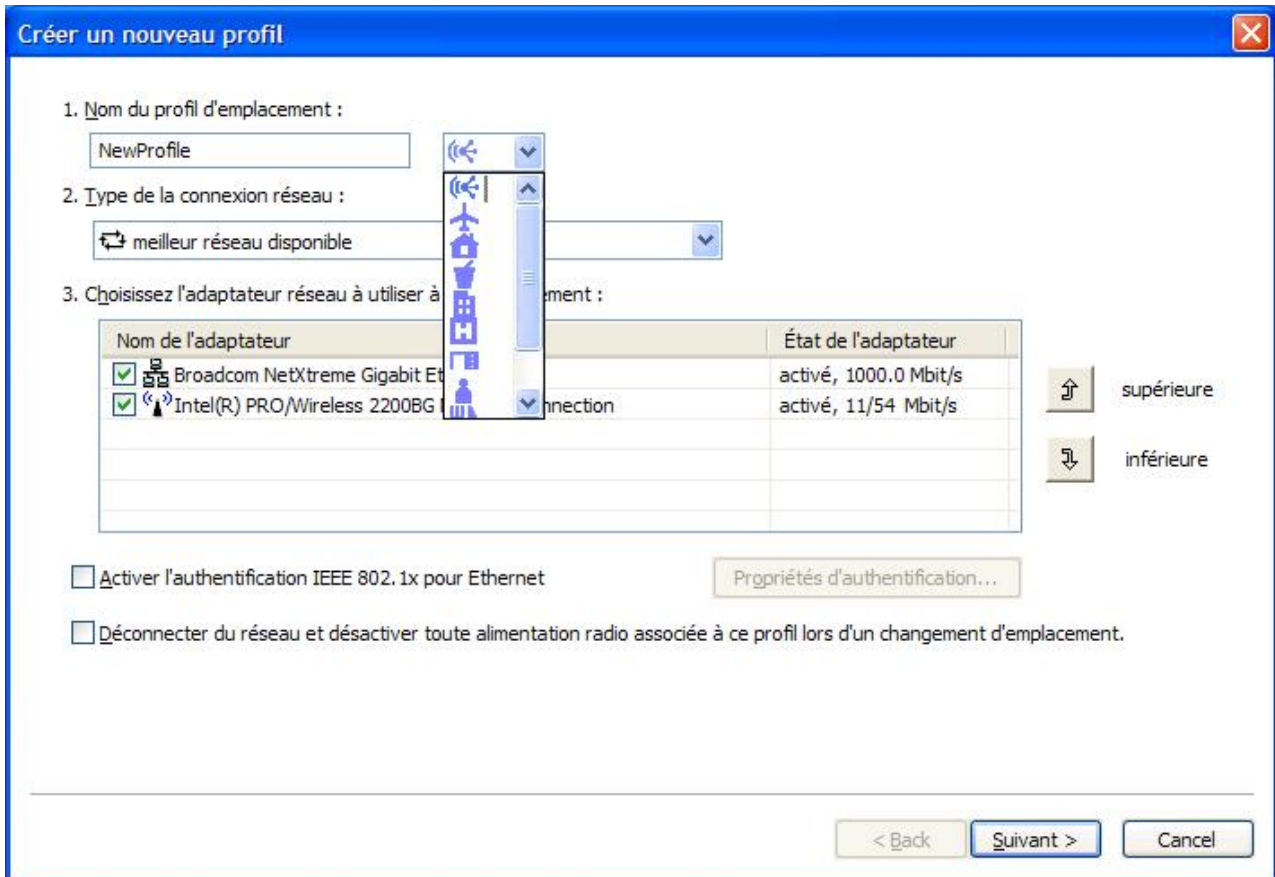 Créer un nouveau profil
1. Nom du profil d'emplacement :
NewProfile
2. Type de la connexion réseau :
meilleur réseau disponible
3. Choisissez l'adaptateur réseau à utiliser à ement :
Nom de l'adaptateur État de l'adaptateur
Broadcom NetXtreme Gigabit Et activé, 1000.0 Mbit/s
Intel(R) PRO/Wireless 2200BG nnection activé, 11/54 Mbit/s
supérieure
inférieure
Activer l'authentification IEEE 802.1x pour Ethernet Propriétés d'authentification...
Déconnecter du réseau et désactiver toute alimentation radio associée à ce profil lors d'un changement d'emplacement.
< Back Suivant > Cancel